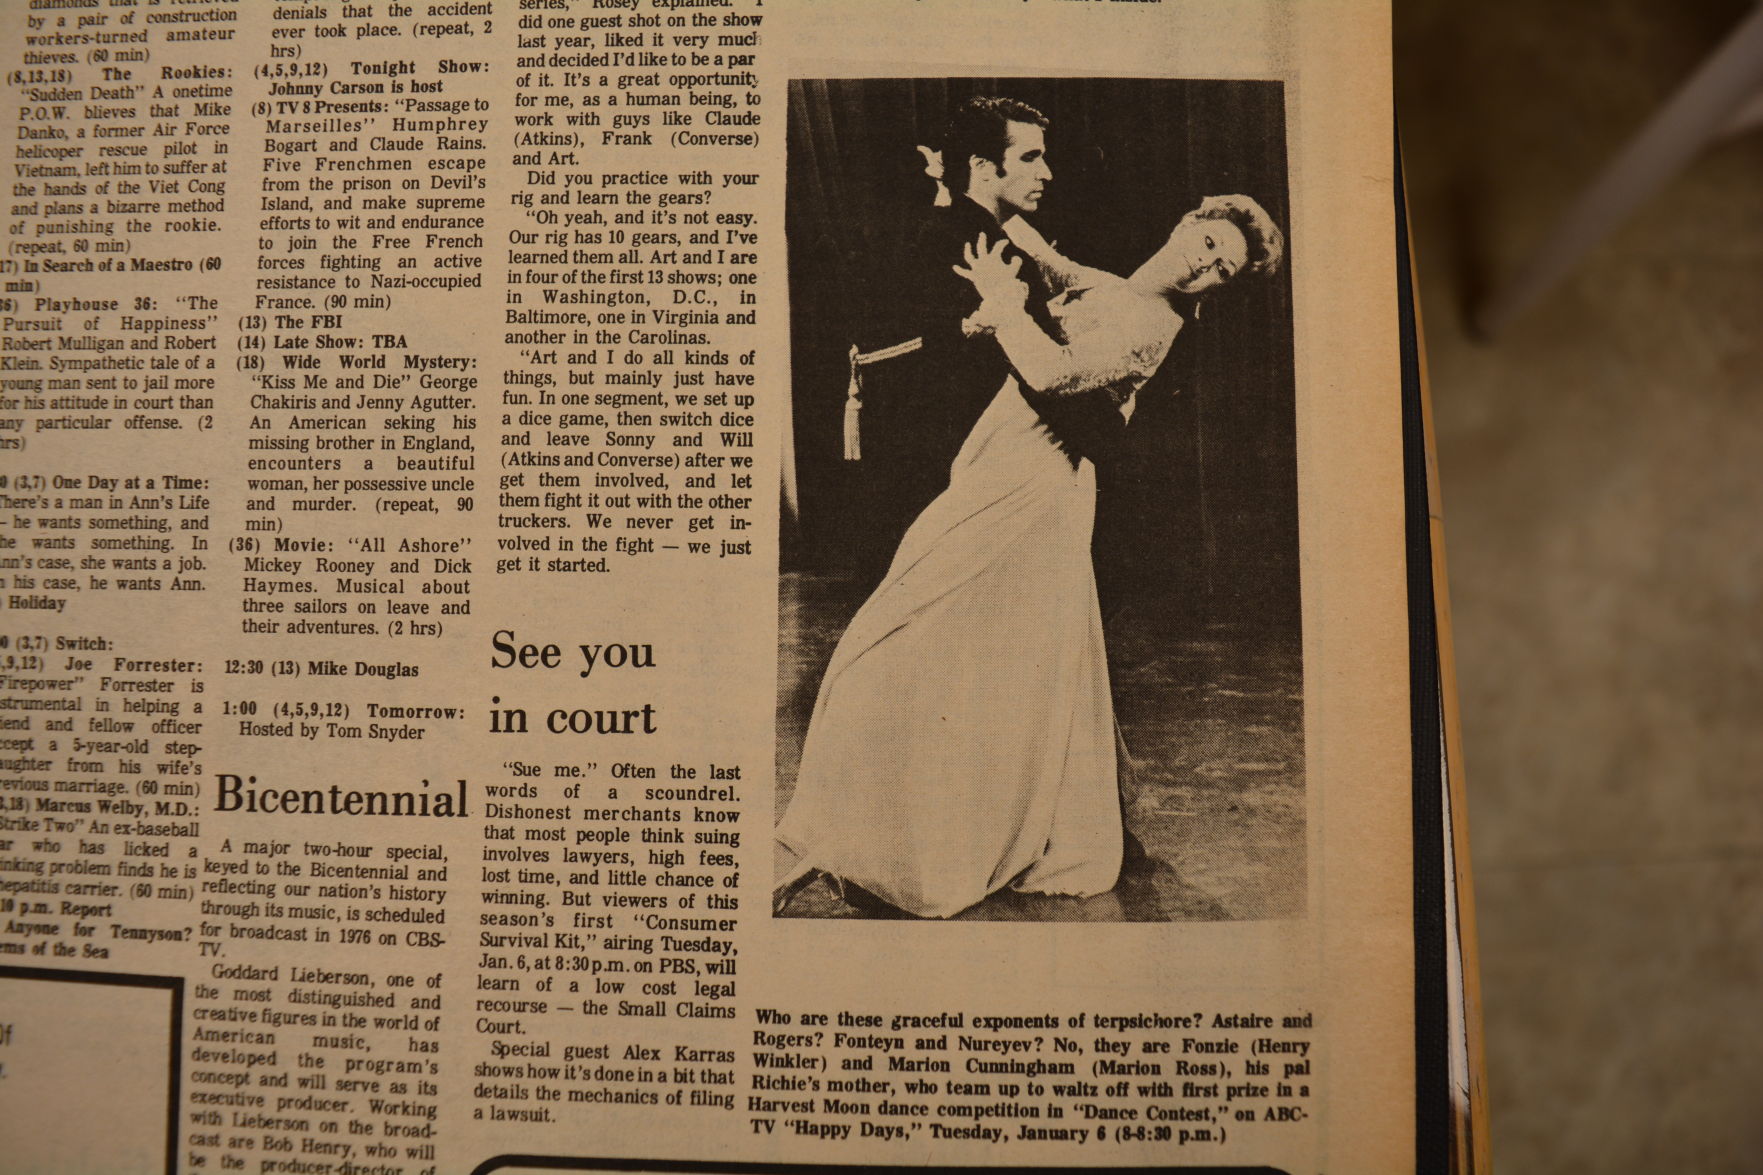 diamonds that is retrieved
by a pair of construction
workers-turned amateur
thieves. (60 min)
(8,13,18) The Rookies:
"Sudden Death" A onetime
P.O.W. blieves that Mike
Danko, a former Air Force
helicoper rescue pilot in
Vietnam, left him to suffer at
the hands of the Viet Cong
and plans a bizarre method
of punishing the rookie.
(repeat, 60 min)
17) In Search of a Maestro (60
min)
36) Playhouse 36: "The
Pursuit of Happiness"
Robert Mulligan and Robert
Klein. Sympathetic tale of a
young man sent to jail more
for his attitude in court than
any particular offense. (2
hrs)
0 (3,7) One Day at a Time:
There's a man in Ann's Life
– he wants something, and
he wants something. In
nn's case, she wants a job.
his case, he wants Ann.
Holiday
0 (3,7) Switch:
,9,12) Joe Forrester:
Firepower" Forrester is
strumental in helping a
iend and fellow officer
ccept a 5-year-old step-
aughter from his wife's
revious marriage. (60 min)
,18) Marcus Welby, M.D.:
Strike Two" An ex-baseball
ar who has licked a
inking problem finds he is
hepatitis carrier. (60 min)
10 p.m. Report
Anyone for Tennyson?
ems of the Sea
denials that the accident
ever took place. (repeat, 2
hrs)
(4,5,9,12) Tonight Show:
Johnny Carson is host
(8) TV 8 Presents: "Passage to
Marseilles" Humphrey
Bogart and Claude Rains.
Five Frenchmen escape
from the prison on Devil's
Island, and make supreme
efforts to wit and endurance
to join the Free French
forces fighting an active
resistance to Nazi-occupied
France. (90 min)
(13) The FBI
(14) Late Show: TBA
(18) Wide World Mystery:
"Kiss Me and Die" George
Chakiris and Jenny Agutter.
An American seking his
missing brother in England,
encounters a beautiful
woman, her possessive uncle
and murder. (repeat, 90
min)
(36) Movie: "All Ashore"
Mickey Rooney and Dick
Haymes. Musical about
three sailors on leave and
their adventures. (2 hrs)
12:30 (13) Mike Douglas
1:00 (4,5,9,12) Tomorrow:
Hosted by Tom Snyder
Bicentennial
A major two-hour special,
keyed to the Bicentennial and
reflecting our nation's history
through its music, is scheduled
for broadcast in 1976 on CBS-
TV.
Goddard Lieberson, one of
the most distinguished and
creative figures in the world of
American music, has
developed the program's
concept and will serve as its
executive producer. Working
with Lieberson on the broad-
cast are Bob Henry, who will
be the producer-director of
series," Rosey explained. "I
did one guest shot on the show
last year, liked it very much
and decided I'd like to be a par
of it. It's a great opportunity
for me, as a human being, to
work with guys like Claude
(Atkins), Frank (Converse)
and Art.
Did you practice with your
rig and learn the gears?
"Oh yeah, and it's not easy.
Our rig has 10 gears, and I've
learned them all. Art and I are
in four of the first 13 shows; one
in Washington, D.C., in
Baltimore, one in Virginia and
another in the Carolinas.
"Art and I do all kinds of
things, but mainly just have
fun. In one segment, we set up
a dice game, then switch dice
and leave Sonny and Will
(Atkins and Converse) after we
get them involved, and let
them fight it out with the other
truckers. We never get in-
volved in the fight — we just
get it started.
See you
in court
"Sue me." Often the last
words of a scoundrel.
Dishonest merchants know
that most people think suing
involves lawyers, high fees,
lost time, and little chance of
winning. But viewers of this
season's first "Consumer
Survival Kit," airing Tuesday,
Jan. 6, at 8:30 p.m. on PBS, will
learn of a low cost legal
recourse — the Small Claims
Court.
Special guest Alex Karras
shows how it's done in a bit that
details the mechanics of filing
a lawsuit.
Who are these graceful exponents of terpsichore? Astaire and
Rogers? Fonteyn and Nureyev? No, they are Fonzie (Henry
Winkler) and Marion Cunningham (Marion Ross), his pal
Richie's mother, who team up to waltz off with first prize in a
Harvest Moon dance competition in "Dance Contest," on ABC-
TV "Happy Days," Tuesday, January 6 (8-8:30 p.m.)